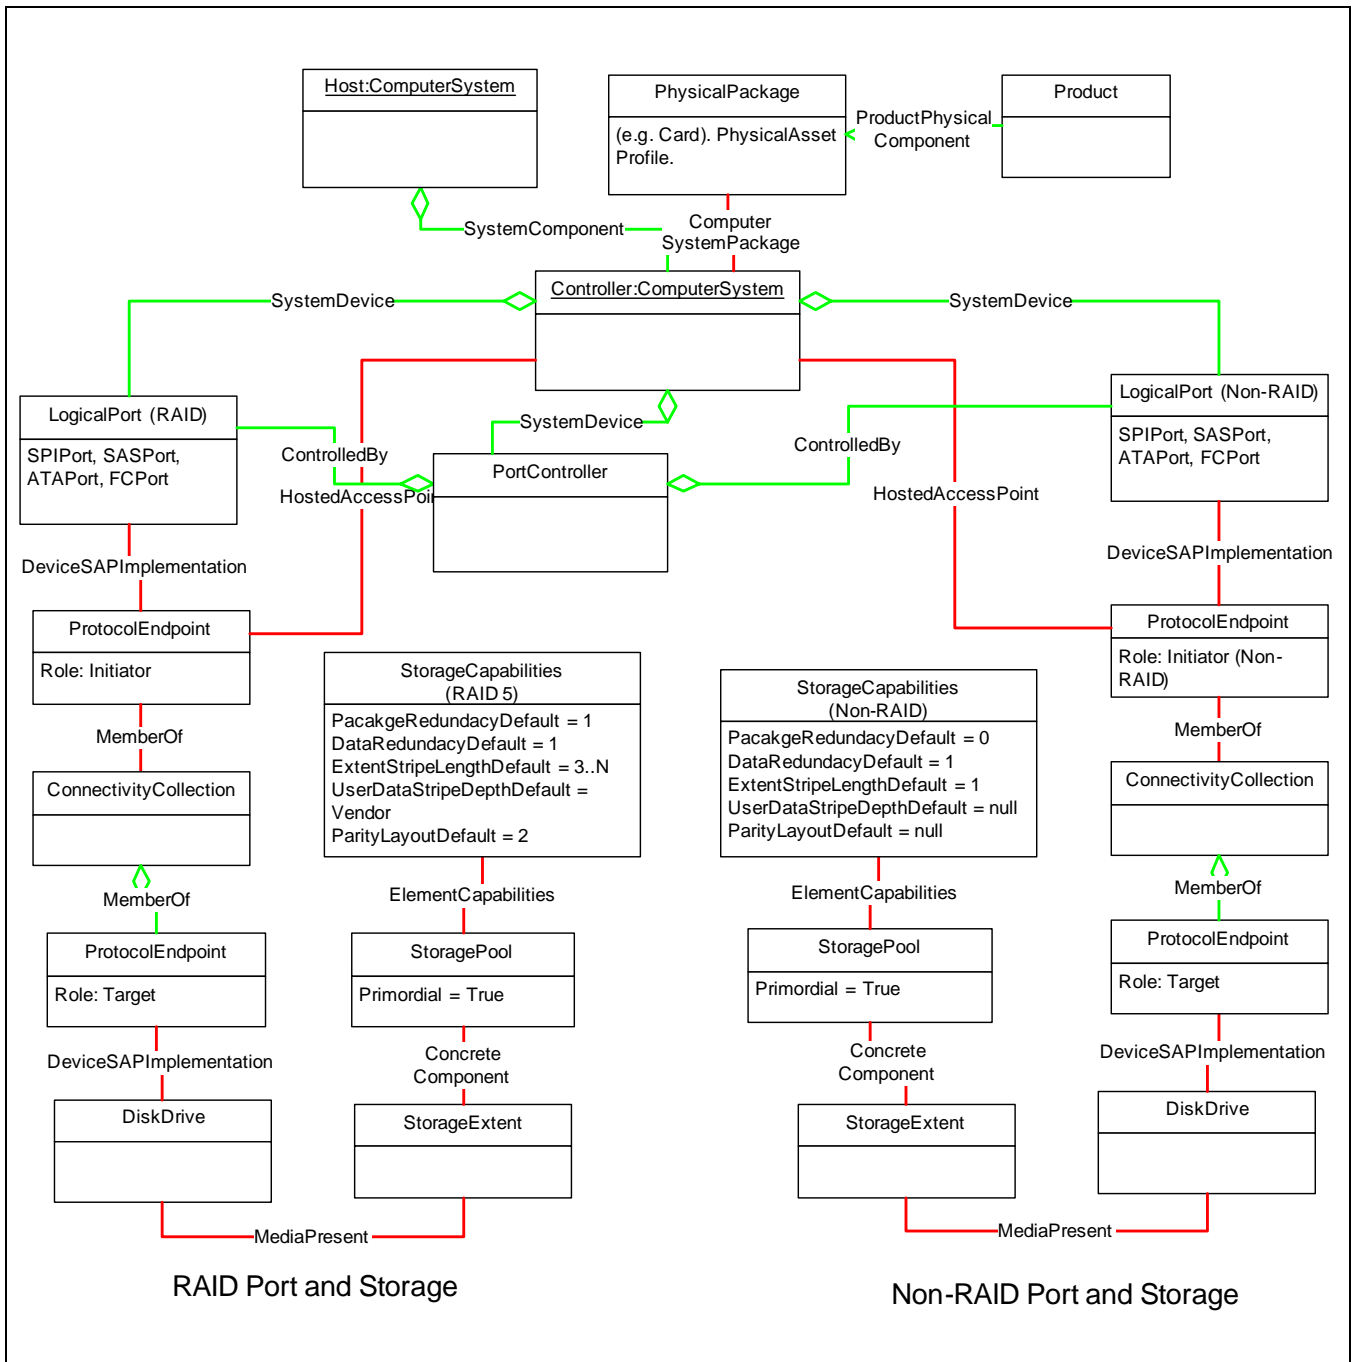 Host:ComputerSystem
PhysicalPackage
(e.g. Card). PhysicalAsset
Profile.
ProductPhysical
Component
Product
SystemComponent
Computer
SystemPackage
Controller:ComputerSystem
SystemDevice
SystemDevice
LogicalPort (RAID)
SPIPort, SASPort,
ATAPort, FCPort
ControlledBy
SystemDevice
PortController
ControlledBy
LogicalPort (Non-RAID)
SPIPort, SASPort,
ATAPort, FCPort
HostedAccessPoi
HostedAccessPoint
DeviceSAPImplementation
DeviceSAPImplementation
ProtocolEndpoint
Role: Initiator
ProtocolEndpoint
Role: Initiator (Non-
RAID)
StorageCapabilities
(RAID 5)
PacakgeRedundacyDefault = 1
DataRedundacyDefault = 1
ExtentStripeLengthDefault = 3..N
UserDataStripeDepthDefault =
Vendor
ParityLayoutDefault = 2
StorageCapabilities
(Non-RAID)
PacakgeRedundacyDefault = 0
DataRedundacyDefault = 1
ExtentStripeLengthDefault = 1
UserDataStripeDepthDefault = null
ParityLayoutDefault = null
MemberOf
MemberOf
ConnectivityCollection
ConnectivityCollection
MemberOf
ElementCapabilities
ElementCapabilities
MemberOf
ProtocolEndpoint
Role: Target
StoragePool
Primordial = True
StoragePool
Primordial = True
ProtocolEndpoint
Role: Target
DeviceSAPImplementation
Concrete
Component
Concrete
Component
DeviceSAPImplementation
DiskDrive
StorageExtent
StorageExtent
DiskDrive
MediaPresent
MediaPresent
RAID Port and Storage
Non-RAID Port and Storage